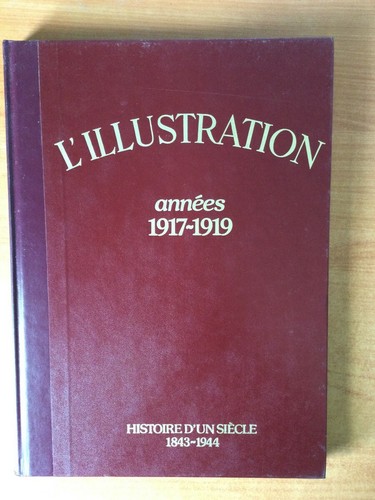 L'ILLUSTRATION
années
1917-1919
HISTOIRE D'UN SIÈCLE
1843-1944